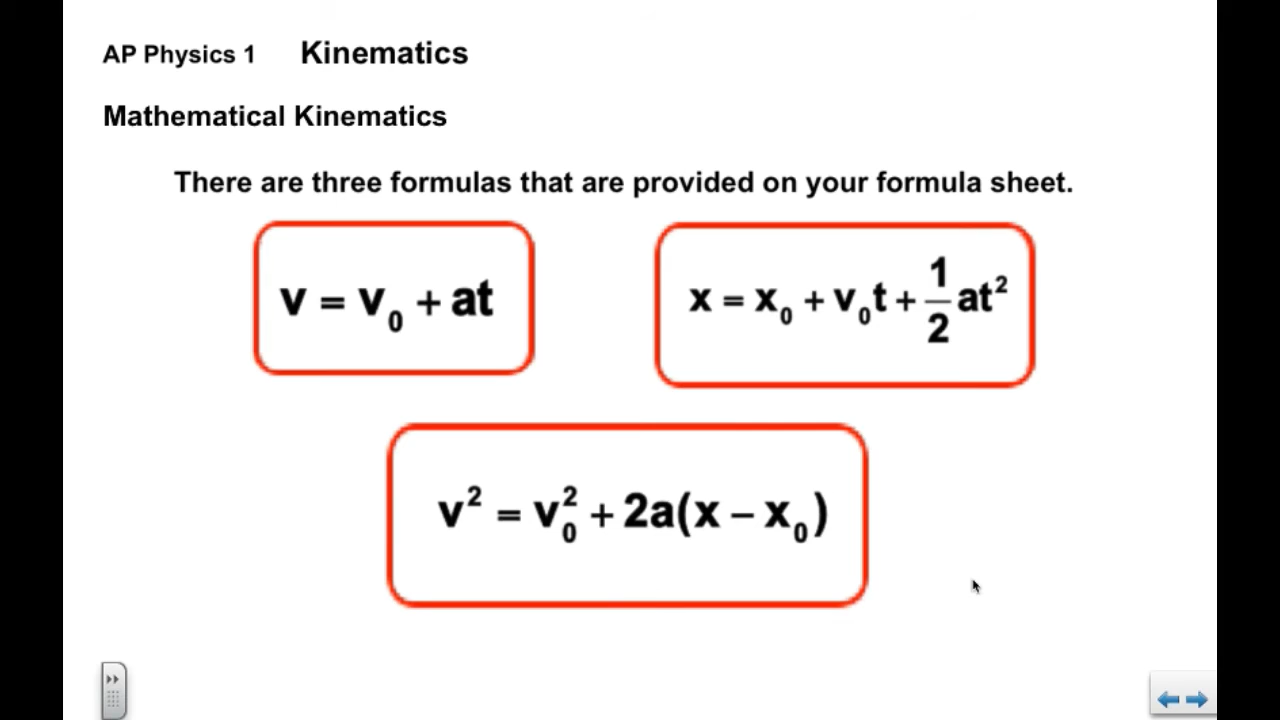 AP Physics 1 Kinematics
Mathematical Kinematics
There are three formulas that are provided on your formula sheet.
v = v₀ + at
x = x₀ + v₀t + 1/2 at²
v² = v₀² + 2a(x – x₀)